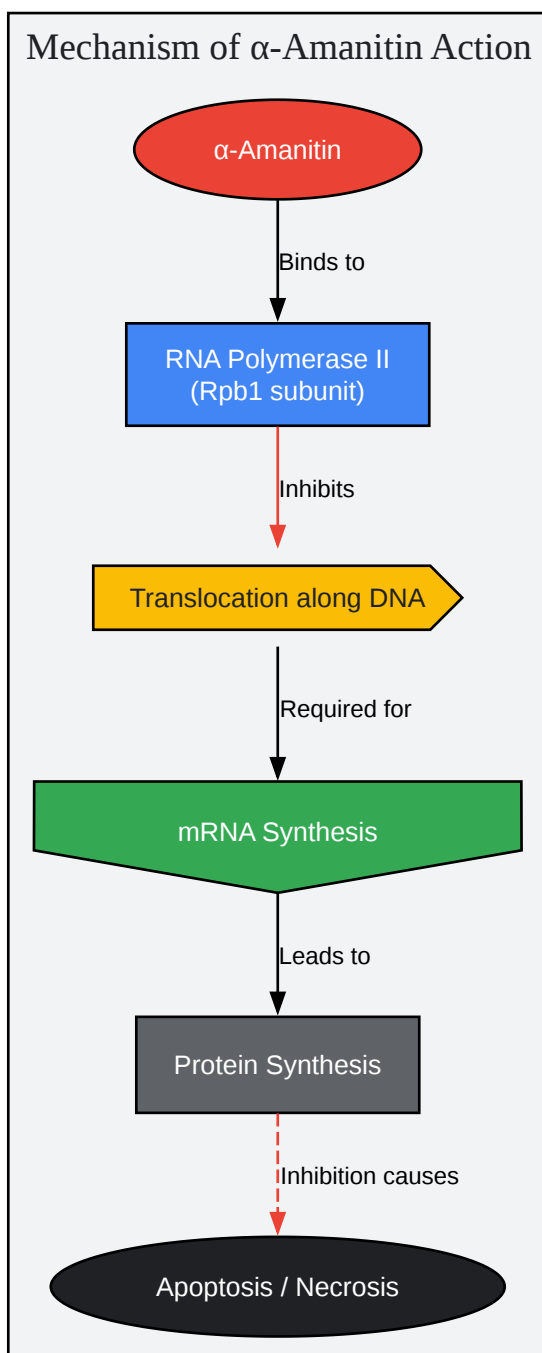 Mechanism of α-Amanitin Action
α-Amanitin
Binds to
RNA Polymerase II
(Rpb1 subunit)
Inhibits
Translocation along DNA
Required for
mRNA Synthesis
Leads to
Protein Synthesis
Inhibition causes
Apoptosis / Necrosis